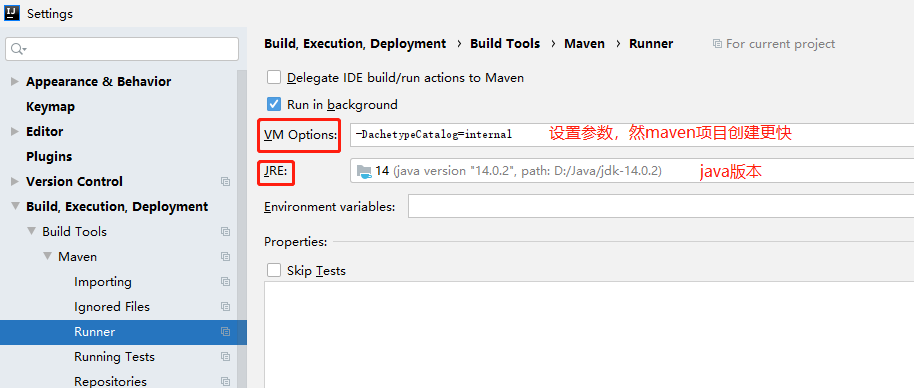 IJ Settings
Build, Execution, Deployment › Build Tools › Maven › Runner For current project
Appearance & Behavior
Keymap
Editor
Plugins
Version Control
Build, Execution, Deployment
Build Tools
Maven
Importing
Ignored Files
Runner
Running Tests
Repositories
Delegate IDE build/run actions to Maven
Run in background
VM Options: -DachetypeCatalog=internal 设置参数，然maven项目创建更快
JRE: 14 (java version "14.0.2", path: D:/Java/jdk-14.0.2) java版本
Environment variables:
Properties:
Skip Tests